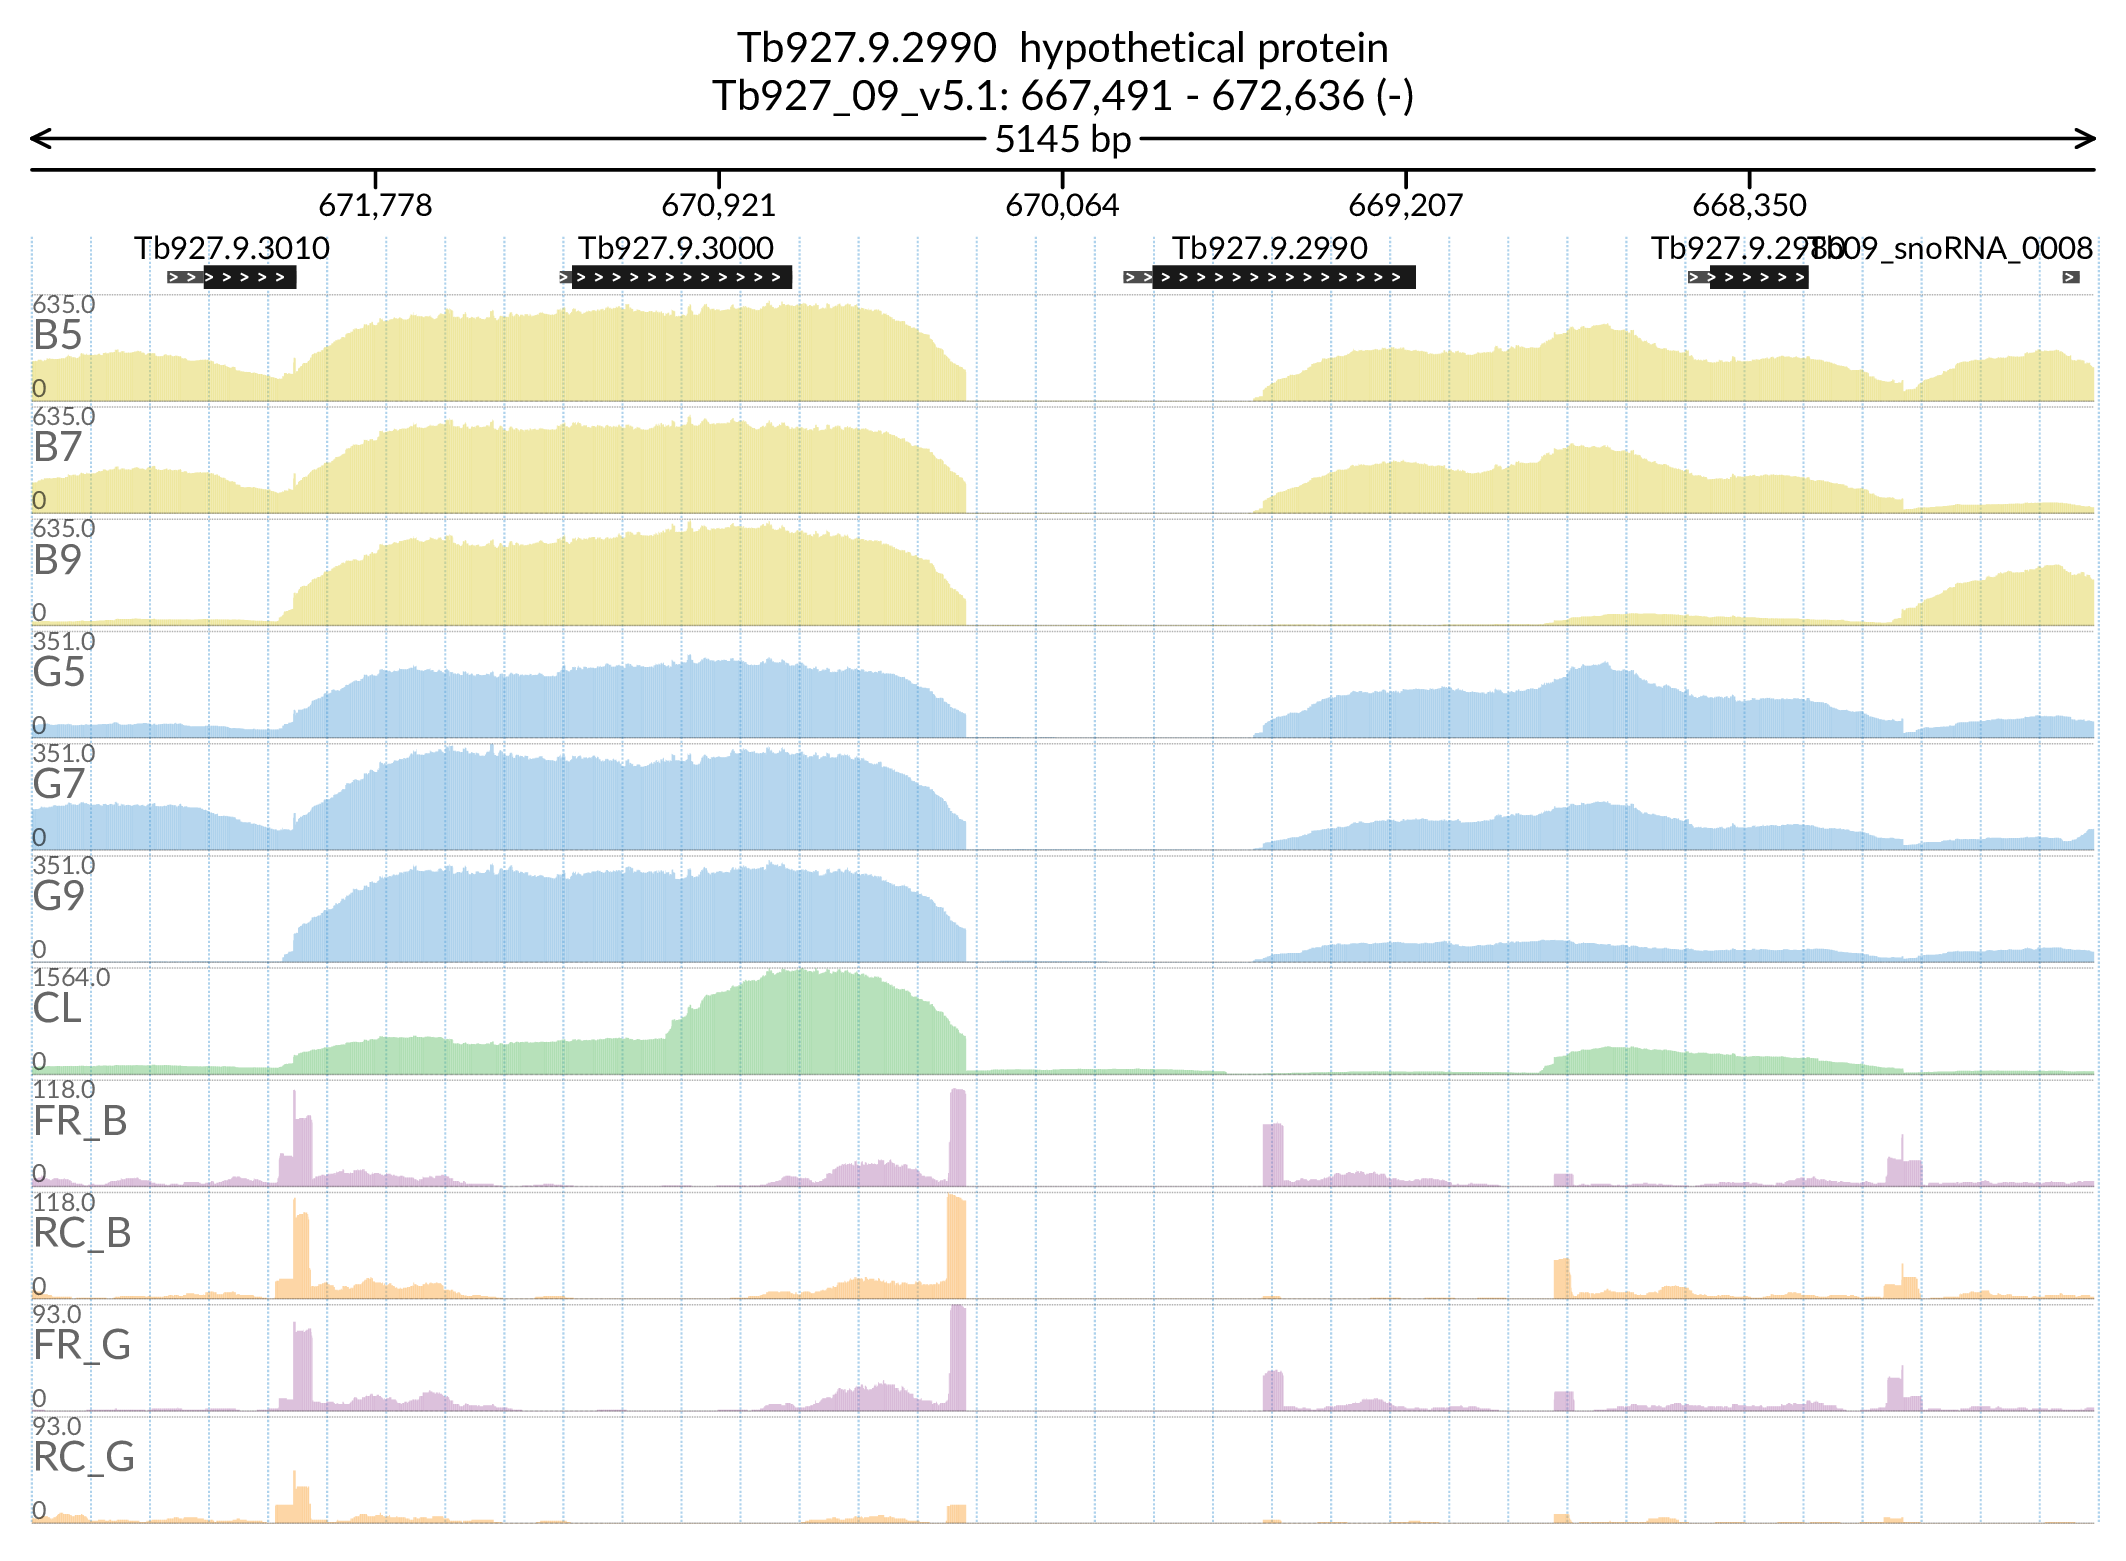 Tb927.9.2990 hypothetical protein
Tb927_09_v5.1: 667,491 - 672,636 (-)
5145 bp
671,778 670,921 670,064 669,207 668,350
Tb927.9.3010 Tb927.9.3000 Tb927.9.2990 Tb927.9.2980 Tb09_snoRNA_0008
635.0
B5
0
635.0
B7
0
635.0
B9
0
351.0
G5
0
351.0
G7
0
351.0
G9
0
1564.0
CL
0
118.0
FR_B
0
118.0
RC_B
0
93.0
FR_G
0
93.0
RC_G
0